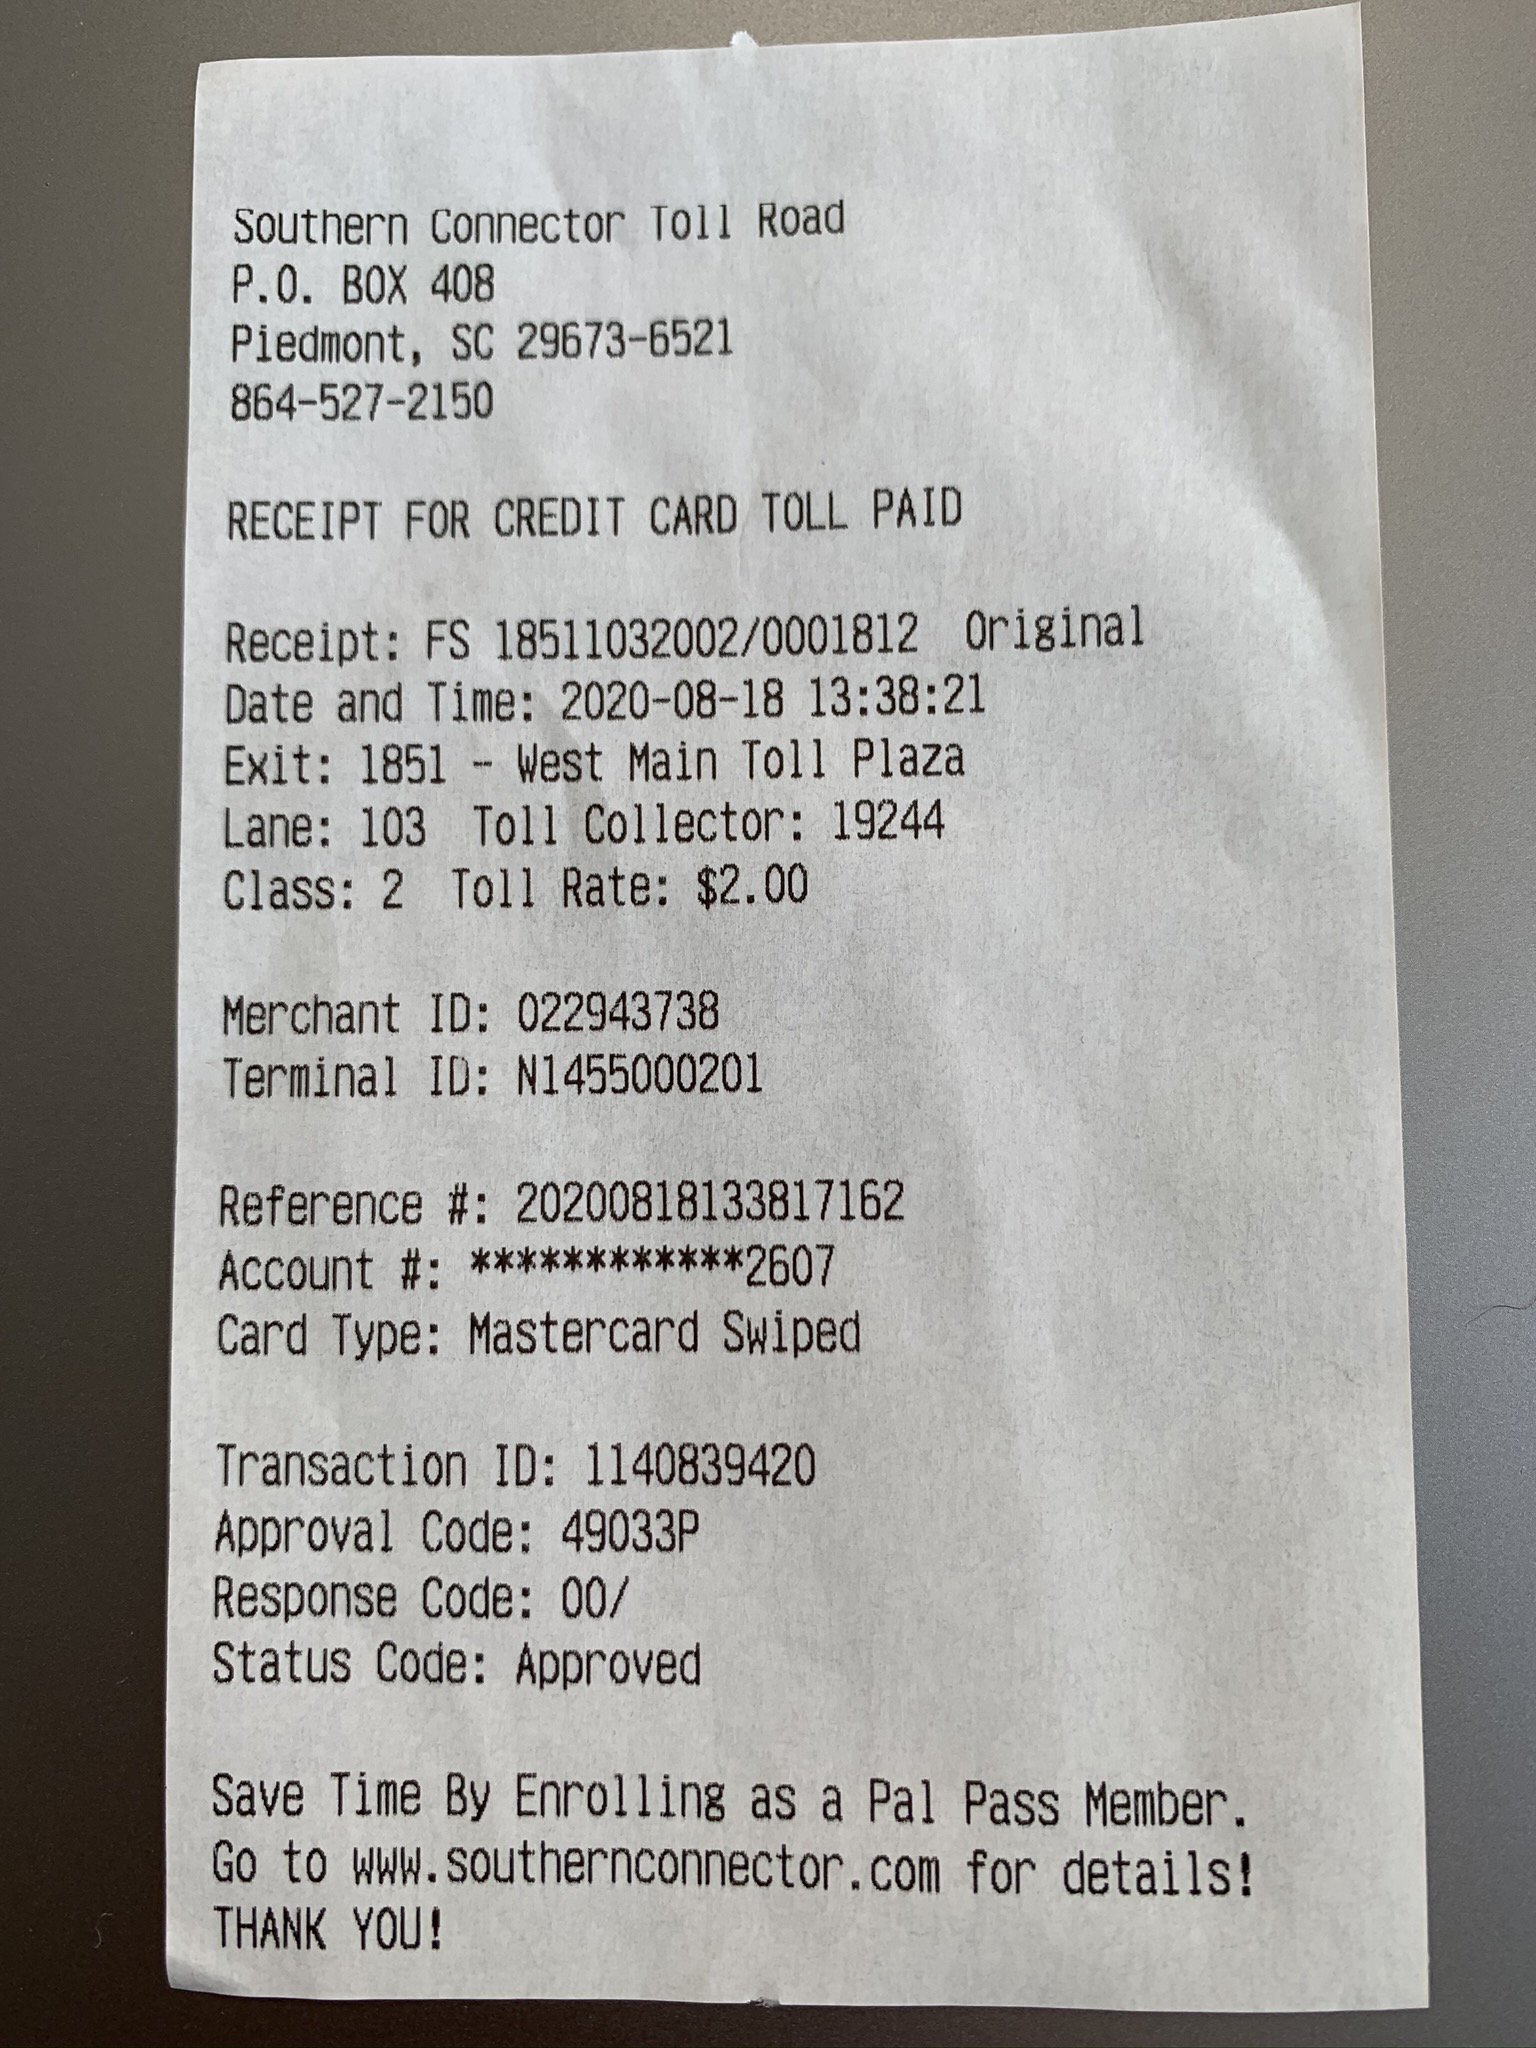 Southern Connector Toll Road
P.O. BOX 408
Piedmont, SC 29673-6521
864-527-2150
RECEIPT FOR CREDIT CARD TOLL PAID
Receipt: FS 18511032002/0001812 Original
Date and Time: 2020-08-18 13:38:21
Exit: 1851 - West Main Toll Plaza
Lane: 103 Toll Collector: 19244
Class: 2 Toll Rate: $2.00
Merchant ID: 022943738
Terminal ID: N1455000201
Reference #: 20200818133817162
Account #: ************2607
Card Type: Mastercard Swiped
Transaction ID: 1140839420
Approval Code: 49033P
Response Code: 00/
Status Code: Approved
Save Time By Enrolling as a Pal Pass Member.
Go to www.southernconnector.com for details!
THANK YOU!